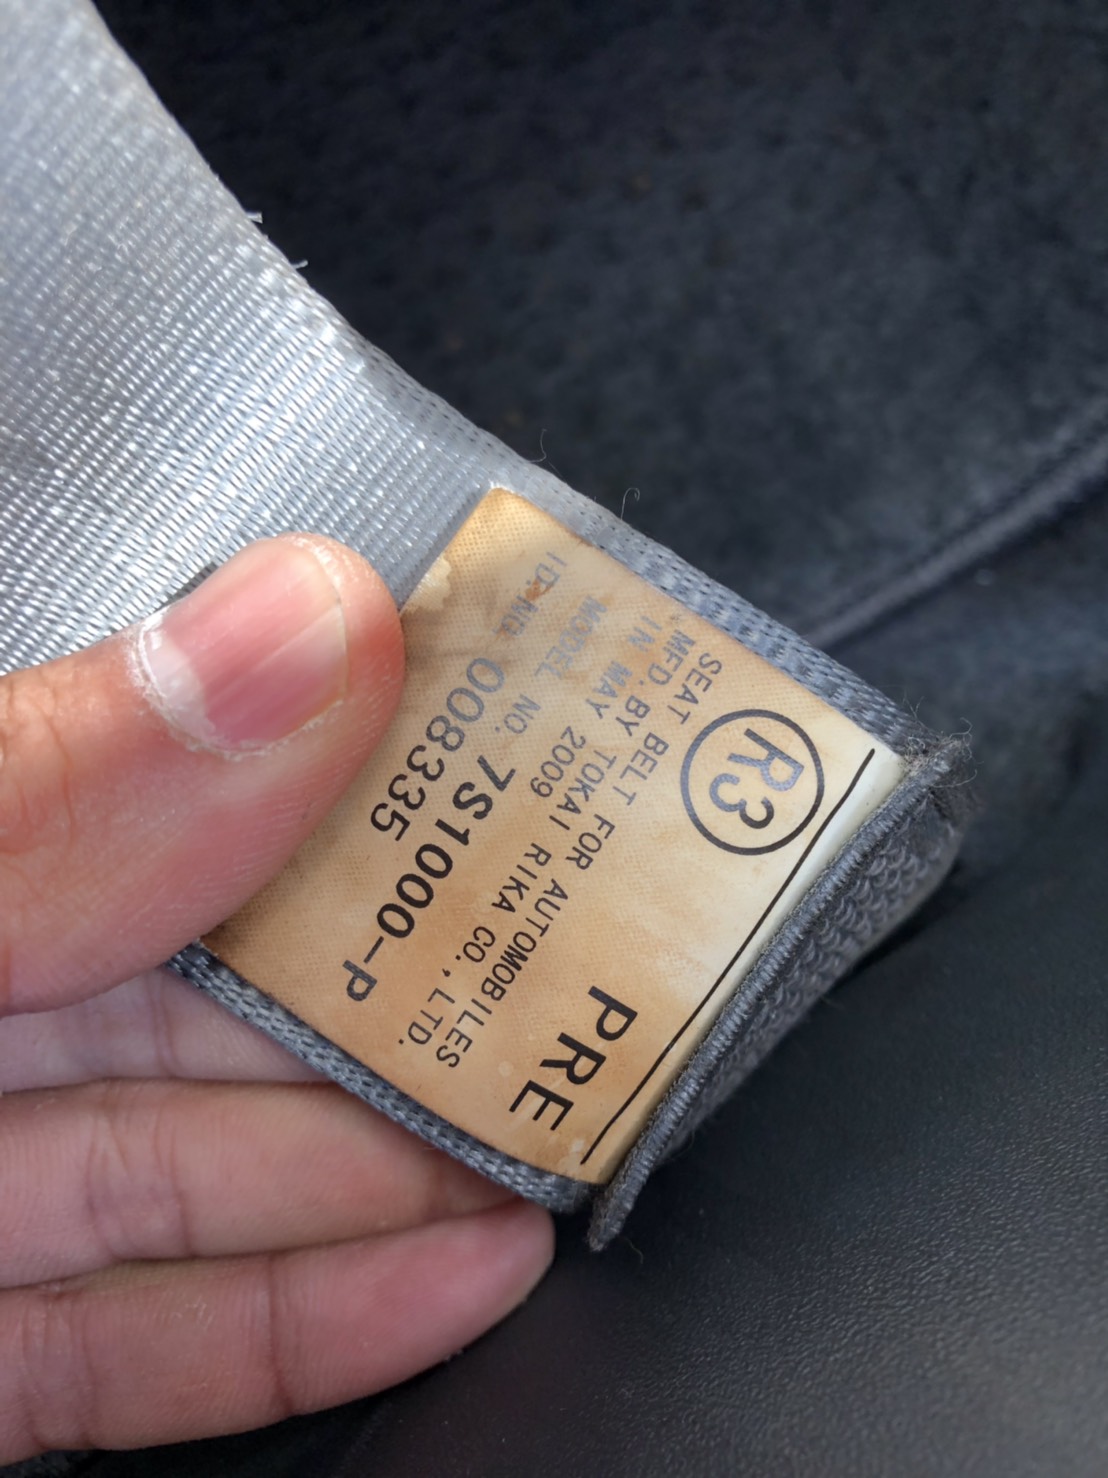 R3
PRE
SEAT BELT FOR AUTOMOBILES
MFD. BY TOKAI RIKA CO., LTD.
IN MAY 2009
MODEL NO. 7S1000-P
I.D. NO. 008335